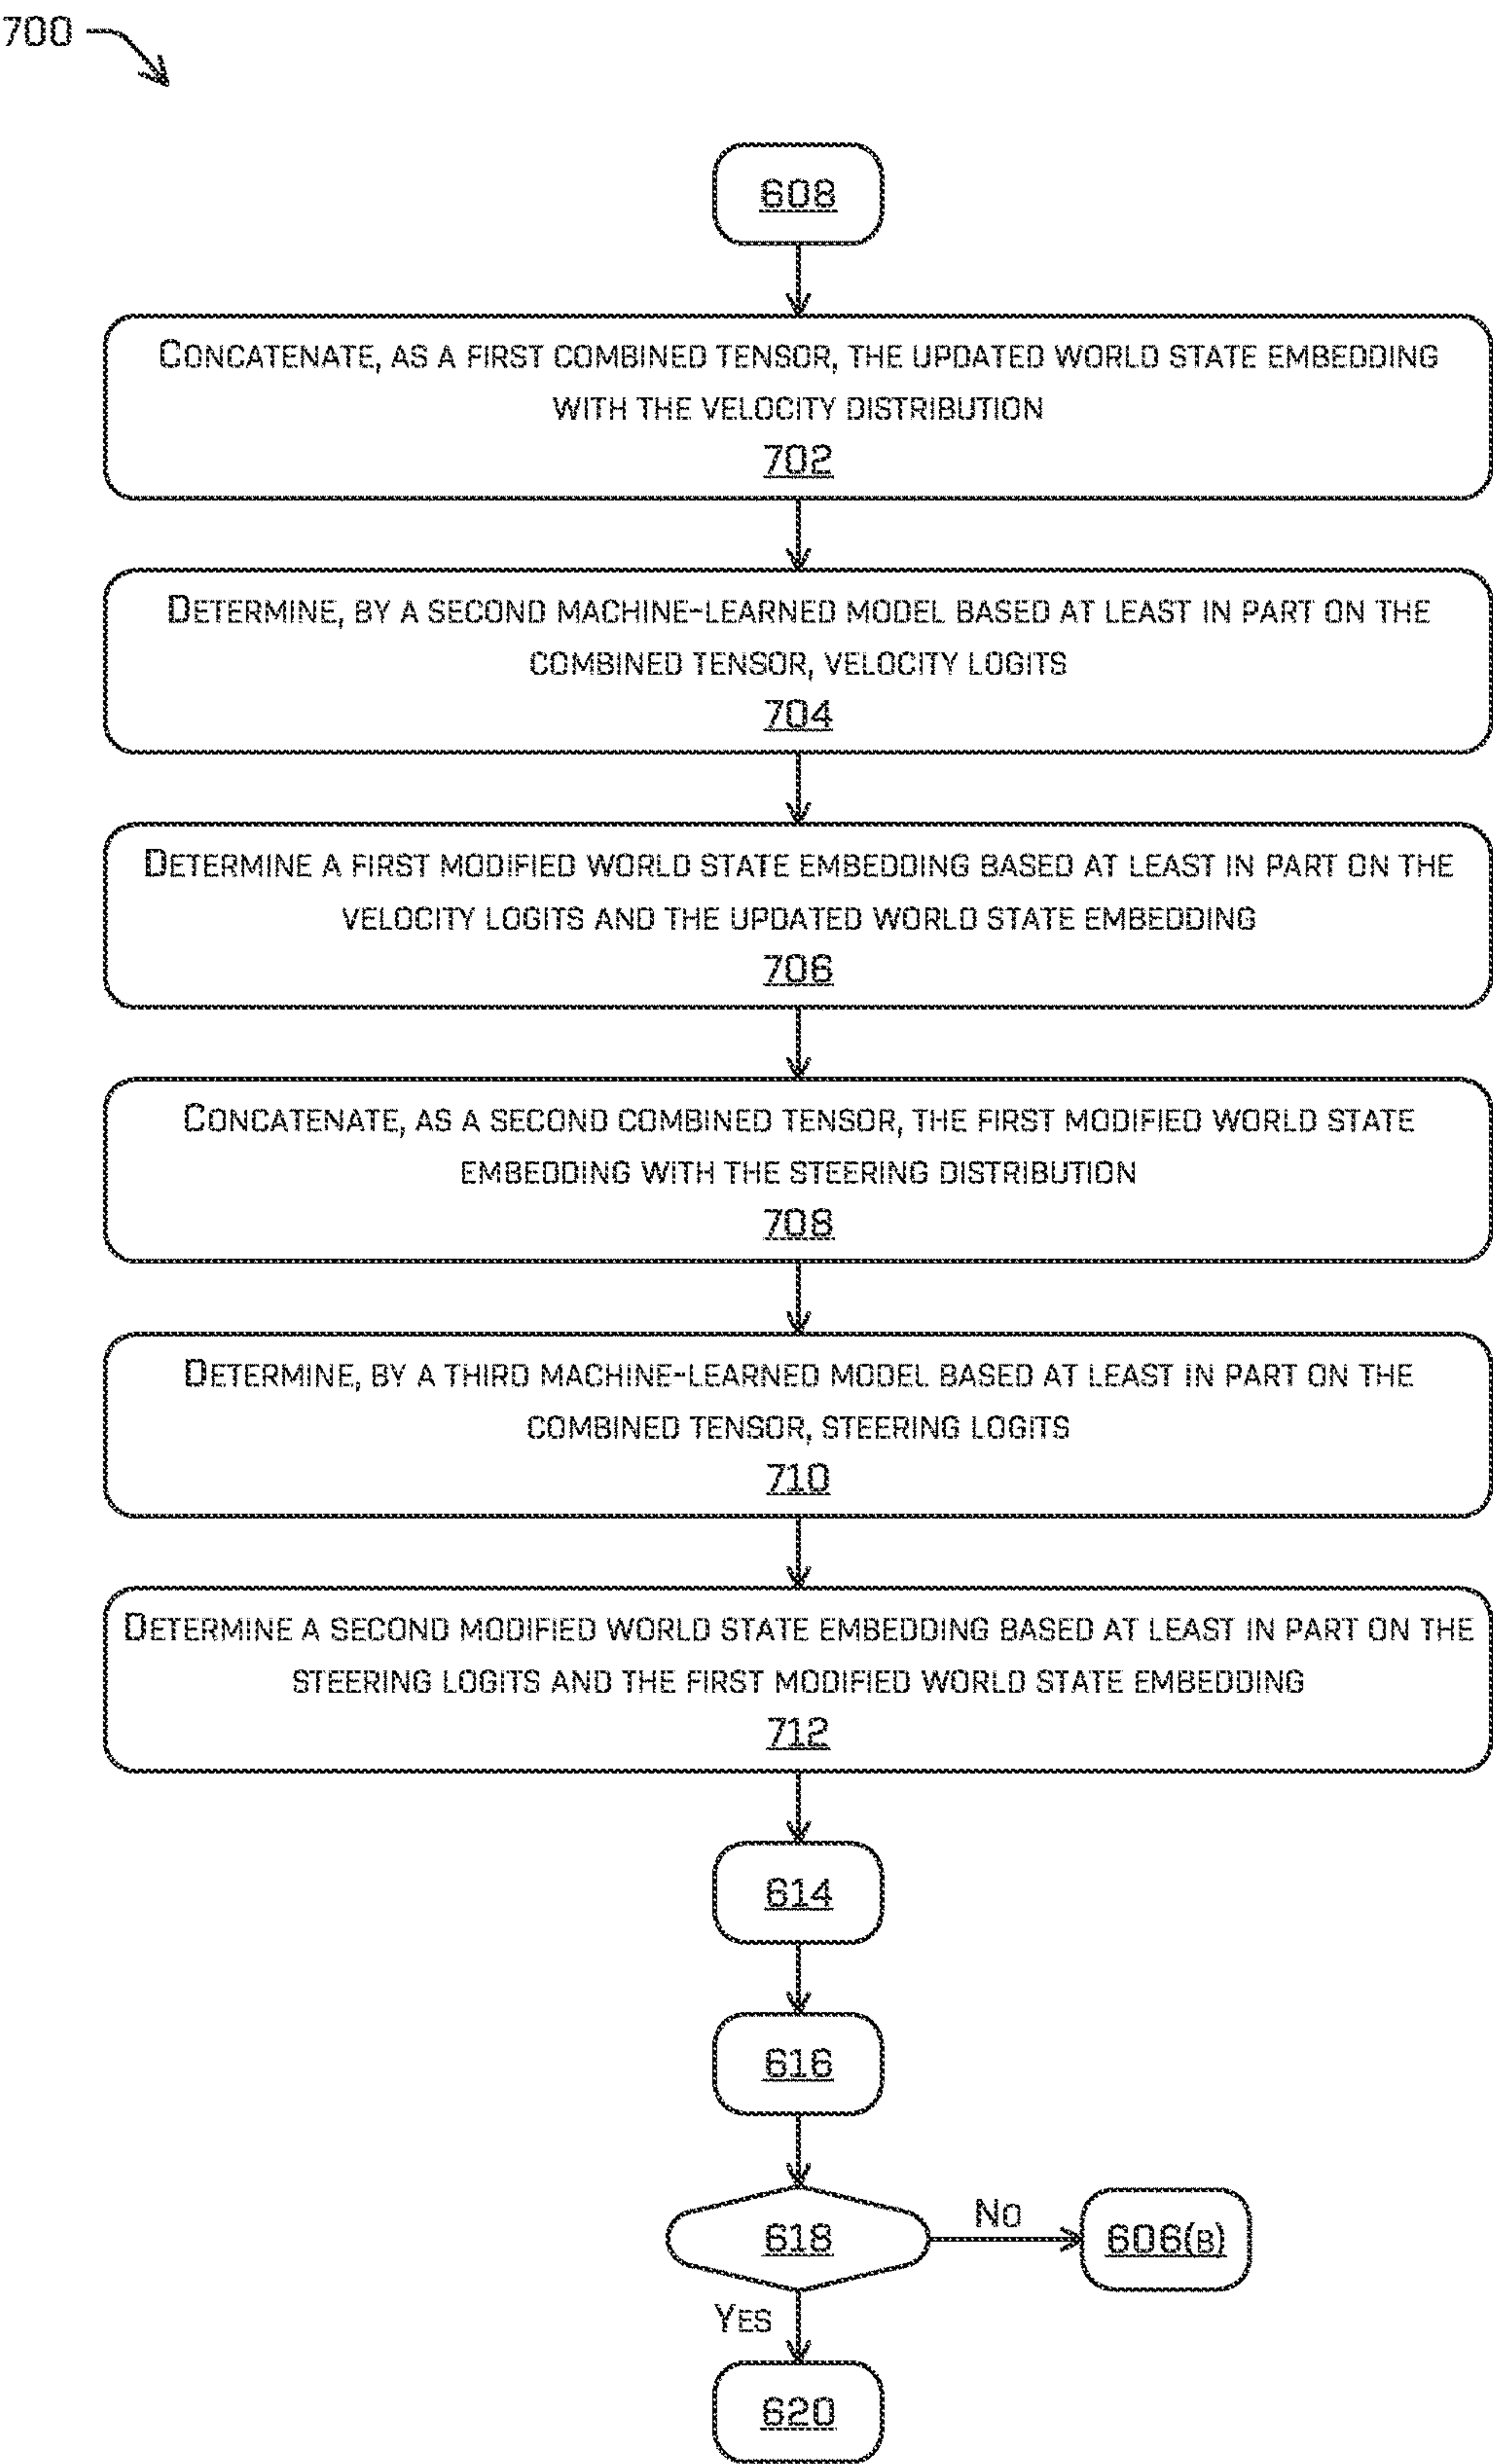 700
608
CONCATENATE, AS A FIRST COMBINED TENSOR, THE UPDATED WORLD STATE EMBEDDING
WITH THE VELOCITY DISTRIBUTION
702
DETERMINE, BY A SECOND MACHINE-LEARNED MODEL BASED AT LEAST IN PART ON THE
COMBINED TENSOR, VELOCITY LOGITS
704
DETERMINE A FIRST MODIFIED WORLD STATE EMBEDDING BASED AT LEAST IN PART ON THE
VELOCITY LOGITS AND THE UPDATED WORLD STATE EMBEDDING
706
CONCATENATE, AS A SECOND COMBINED TENSOR, THE FIRST MODIFIED WORLD STATE
EMBEDDING WITH THE STEERING DISTRIBUTION
708
DETERMINE, BY A THIRD MACHINE-LEARNED MODEL BASED AT LEAST IN PART ON THE
COMBINED TENSOR, STEERING LOGITS
710
DETERMINE A SECOND MODIFIED WORLD STATE EMBEDDING BASED AT LEAST IN PART ON THE
STEERING LOGITS AND THE FIRST MODIFIED WORLD STATE EMBEDDING
712
614
616
618
NO
606(B)
YES
620